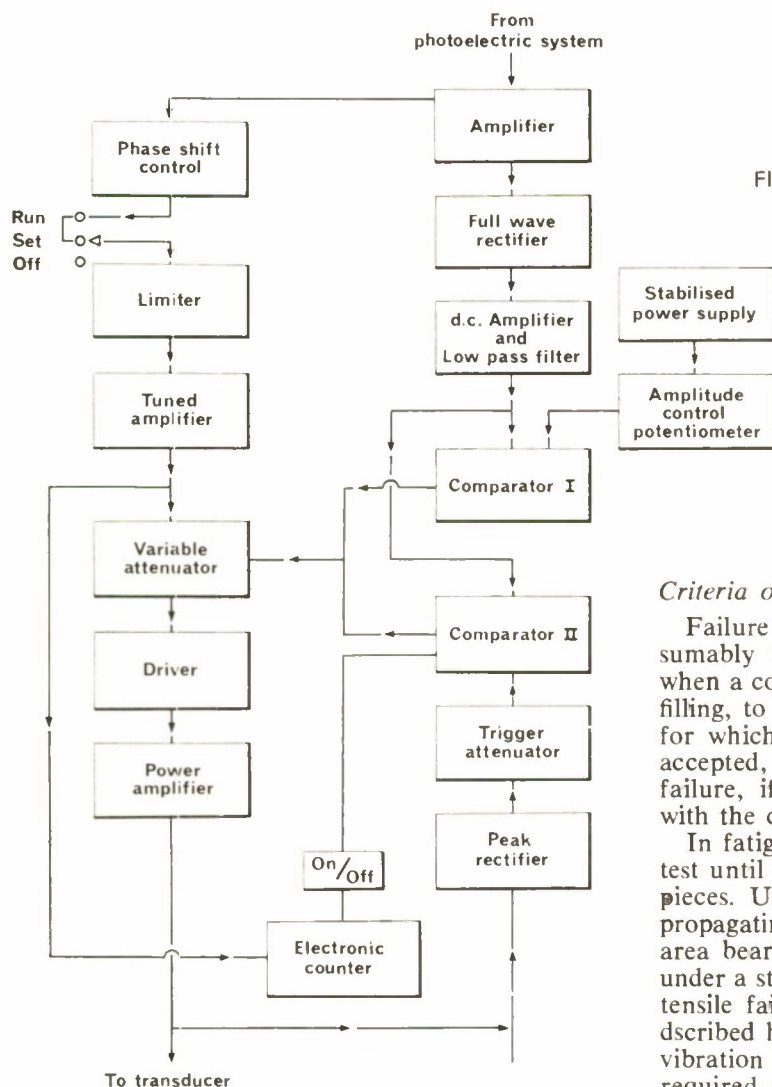 From
photoelectric system
Amplifier
Phase shift
control
Run
Set
Off
Full wave
rectifier
Limiter
d.c. Amplifier
and
Low pass filter
Stabilised
power supply
Tuned
amplifier
Amplitude
control
potentiometer
Comparator I
Variable
attenuator
Comparator II
Driver
Trigger
attenuator
Power
amplifier
Peak
rectifier
On/Off
Electronic
counter
To transducer
FI
Criteria o
Failure
sumably
when a co
filling, to
for which
accepted,
failure, if
with the c
In fatig
test until
pieces. U
propagatin
area bear
under a st
tensile fai
dscribed h
vibration
required